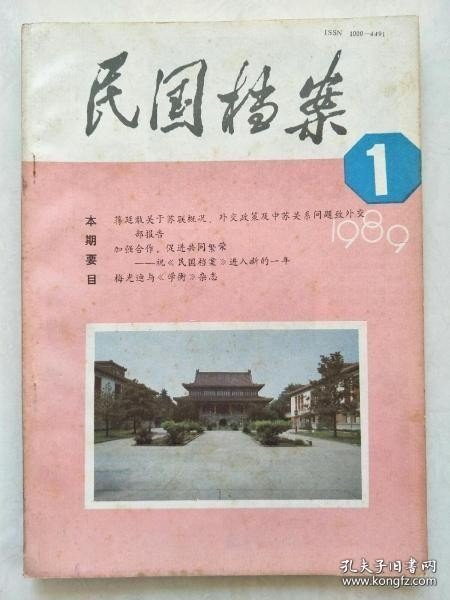 ISSN 1000-4491
民国档案
1
1989
本期要目
蒋廷黻关于苏联概况、外交政策及中苏关系问题致外交
部报告
加强合作，促进共同繁荣
——祝《民国档案》进入新的一年
梅光迪与《学衡》杂志
孔夫子旧书网
www.kongfz.com